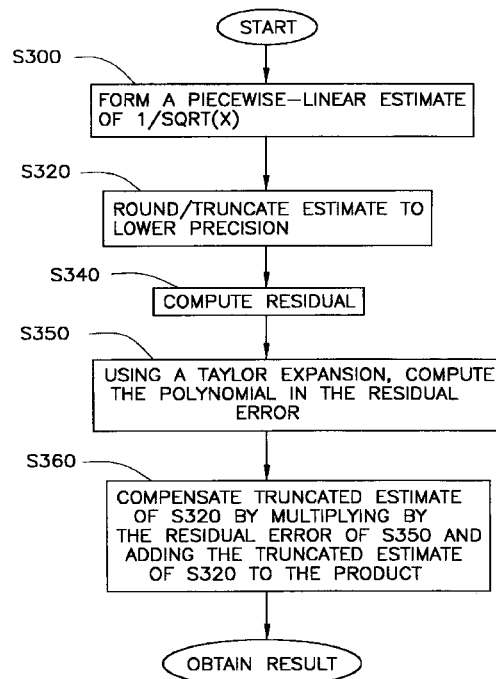 START
S300
FORM A PIECEWISE-LINEAR ESTIMATE
OF 1/SQRT(X)
S320
ROUND/TRUNCATE ESTIMATE TO
LOWER PRECISION
S340
COMPUTE RESIDUAL
S350
USING A TAYLOR EXPANSION, COMPUTE
THE POLYNOMIAL IN THE RESIDUAL
ERROR
S360
COMPENSATE TRUNCATED ESTIMATE
OF S320 BY MULTIPLYING BY
THE RESIDUAL ERROR OF S350 AND
ADDING THE TRUNCATED ESTIMATE
OF S320 TO THE PRODUCT
OBTAIN RESULT